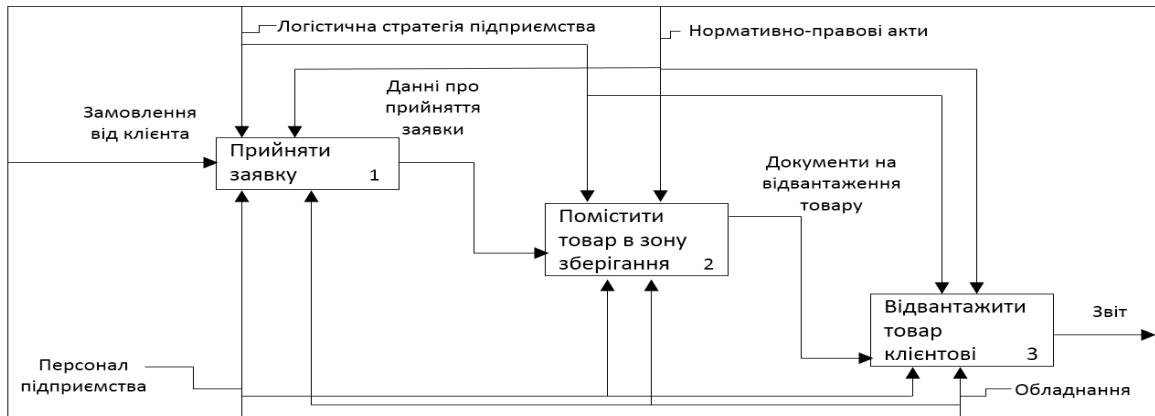 Логістична стратегія підприємства
Нормативно-правові акти
Замовлення
від клієнта
Данні про
прийняття
заявки
Прийняти
заявку 1
Документи на
відвантаження
товару
Помістити
товар в зону
зберігання 2
Відвантажити
товар
клієнтові 3
Звіт
Персонал
підприємства
Обладнання